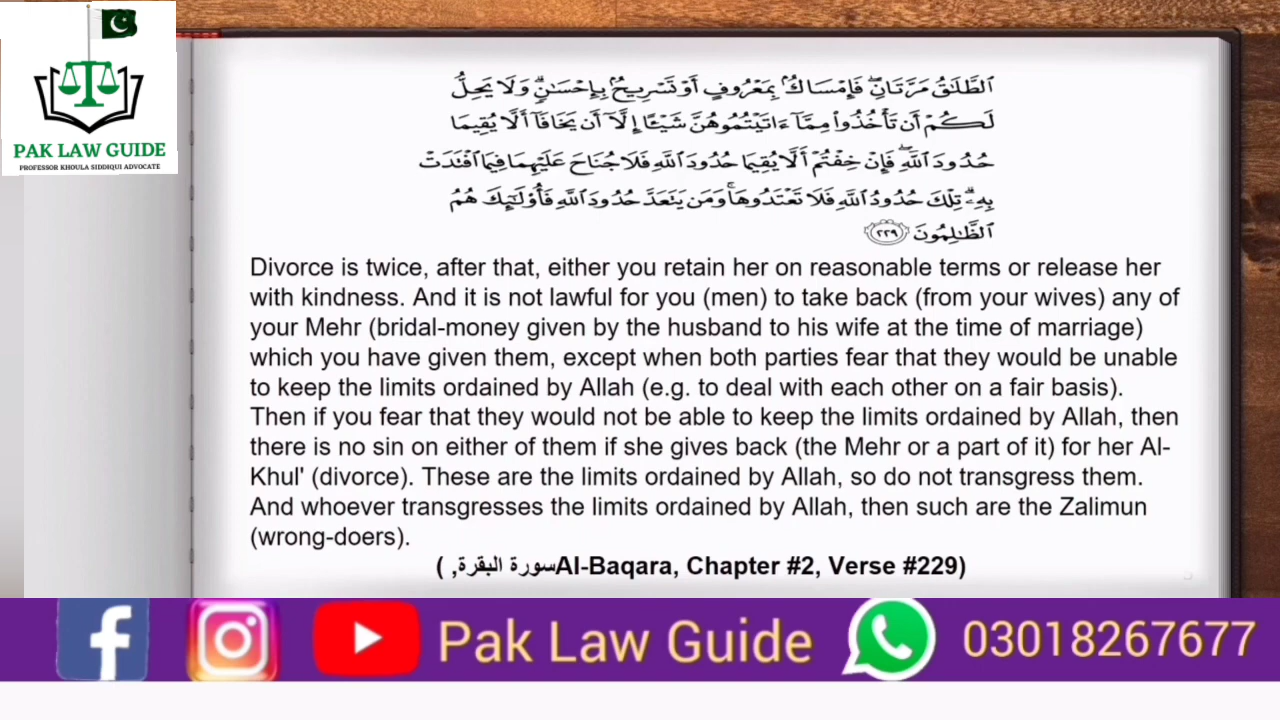 PAK LAW GUIDE
PROFESSOR KHOULA SIDDIQUI ADVOCATE
ٱلطَّلَٰقُ مَرَّتَانِۖ فَإِمْسَاكٌۢ بِمَعْرُوفٍ أَوْ تَسْرِيحٌۢ بِإِحْسَٰنٍۗ وَلَا يَحِلُّ
لَكُمْ أَن تَأْخُذُوا۟ مِمَّآ ءَاتَيْتُمُوهُنَّ شَيْـًٔا إِلَّآ أَن يَخَافَآ أَلَّا يُقِيمَا
حُدُودَ ٱللَّهِۖ فَإِنْ خِفْتُمْ أَلَّا يُقِيمَا حُدُودَ ٱللَّهِ فَلَا جُنَاحَ عَلَيْهِمَا فِيمَا ٱفْتَدَتْ
بِهِۦۗ تِلْكَ حُدُودُ ٱللَّهِ فَلَا تَعْتَدُوهَاۚ وَمَن يَتَعَدَّ حُدُودَ ٱللَّهِ فَأُو۟لَٰٓئِكَ هُمُ
ٱلظَّٰلِمُونَ ٢٢٩
Divorce is twice, after that, either you retain her on reasonable terms or release her
with kindness. And it is not lawful for you (men) to take back (from your wives) any of
your Mehr (bridal-money given by the husband to his wife at the time of marriage)
which you have given them, except when both parties fear that they would be unable
to keep the limits ordained by Allah (e.g. to deal with each other on a fair basis).
Then if you fear that they would not be able to keep the limits ordained by Allah, then
there is no sin on either of them if she gives back (the Mehr or a part of it) for her Al-
Khul' (divorce). These are the limits ordained by Allah, so do not transgress them.
And whoever transgresses the limits ordained by Allah, then such are the Zalimun
(wrong-doers).
( ,سورة البقرةAl-Baqara, Chapter #2, Verse #229)
Pak Law Guide 03018267677